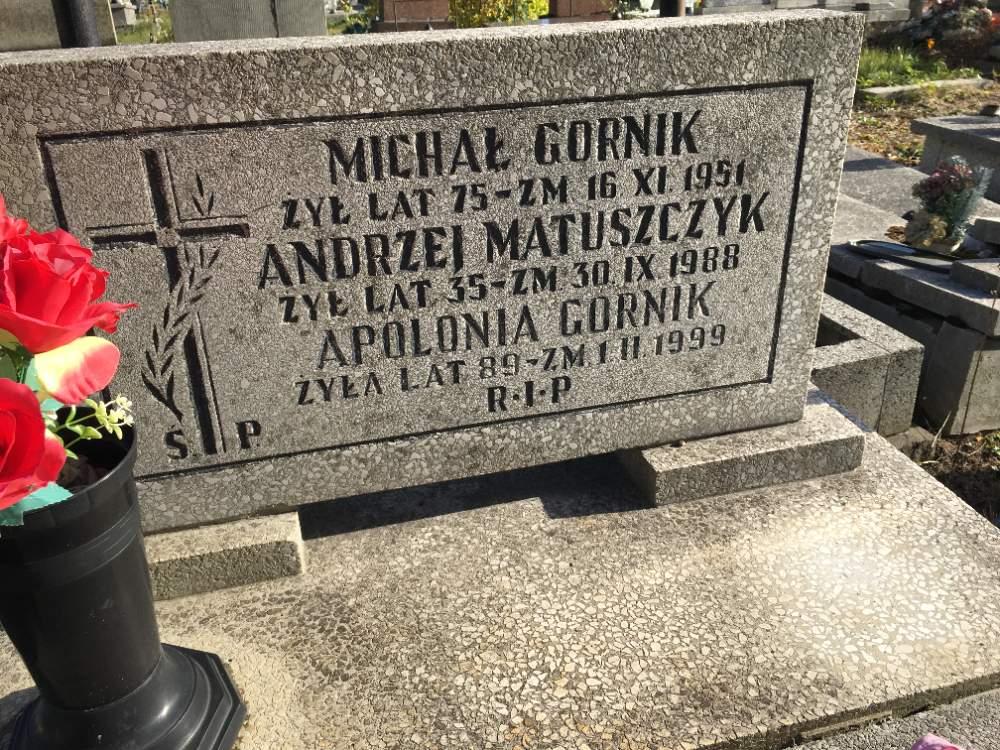 MICHAŁ GORNIK
ŻYŁ LAT 75-ZM 16 XI. 1951
ANDRZEJ MATUSZCZYK
ŻYŁ LAT 35-ZM 30. IX 1988
APOLONIA GORNIK
ŻYŁA LAT 89-ZM 1. II. 1999
R·I·P
Ś P